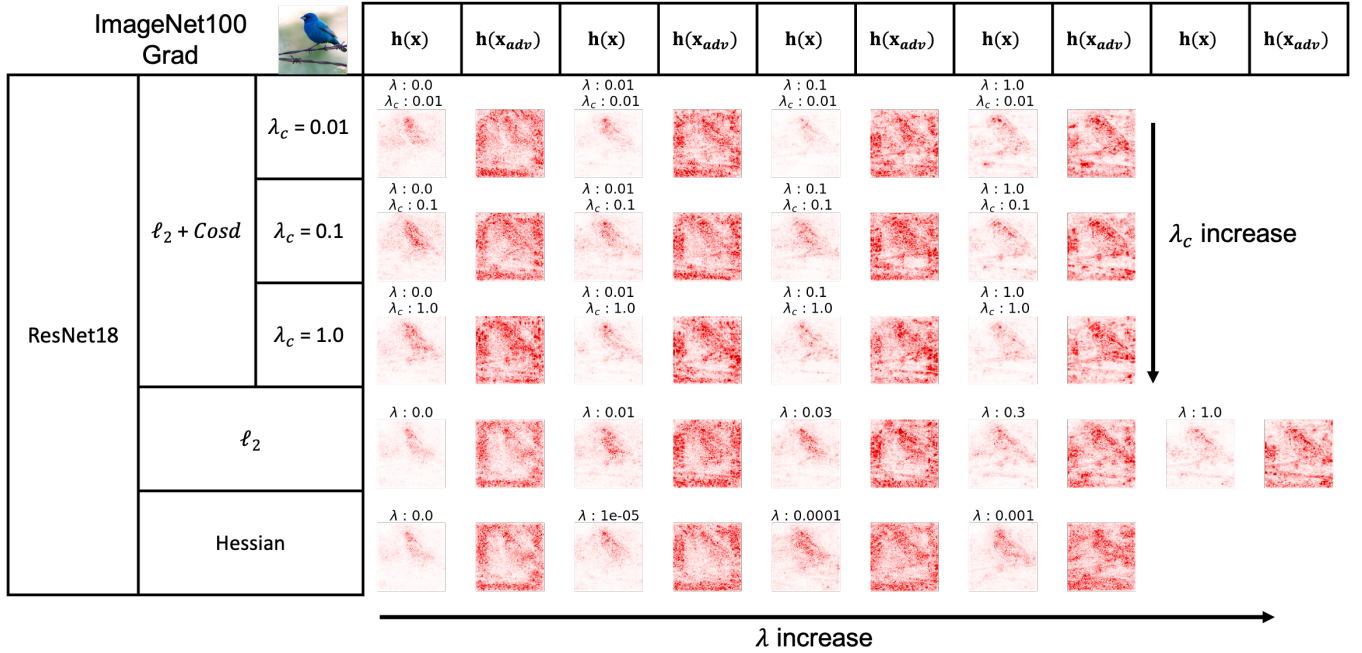 ImageNet100
Grad
h(x) h(x_adv) h(x) h(x_adv) h(x) h(x_adv) h(x) h(x_adv) h(x) h(x_adv)
λ : 0.0 λ : 0.01 λ : 0.1 λ : 1.0
λ_c : 0.01 λ_c : 0.01 λ_c : 0.01 λ_c : 0.01
λ_c = 0.01
λ : 0.0 λ : 0.01 λ : 0.1 λ : 1.0
λ_c : 0.1 λ_c : 0.1 λ_c : 0.1 λ_c : 0.1
ℓ₂ + Cosd λ_c = 0.1 λ_c increase
λ : 0.0 λ : 0.01 λ : 0.1 λ : 1.0
λ_c : 1.0 λ_c : 1.0 λ_c : 1.0 λ_c : 1.0
ResNet18 λ_c = 1.0
λ : 0.0 λ : 0.01 λ : 0.03 λ : 0.3 λ : 1.0
ℓ₂
λ : 0.0 λ : 1e-05 λ : 0.0001 λ : 0.001
Hessian
λ increase